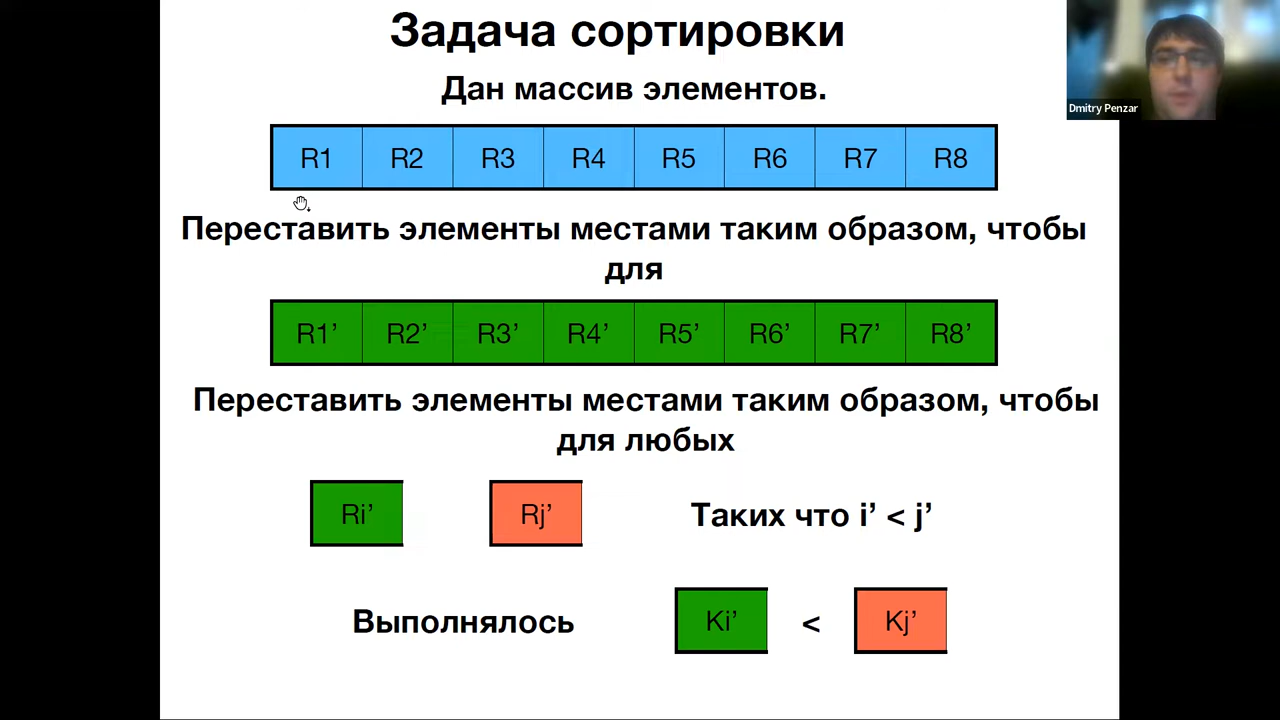 Задача сортировки
Дан массив элементов.
Dmitry Penzar
R1 R2 R3 R4 R5 R6 R7 R8
Переставить элементы местами таким образом, чтобы
для
R1’ R2’ R3’ R4’ R5’ R6’ R7’ R8’
Переставить элементы местами таким образом, чтобы
для любых
Ri’ Rj’ Таких что i’ < j’
Выполнялось Ki’ < Kj’